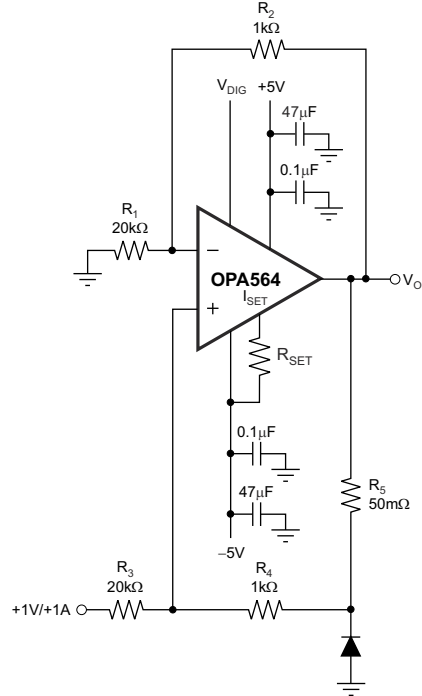 R2
1kΩ
VDIG +5V
47µF
0.1µF
R1
20kΩ
−
OPA564
ISET
+
VO
RSET
0.1µF
47µF
−5V
R5
50mΩ
R3
20kΩ
R4
1kΩ
+1V/+1A